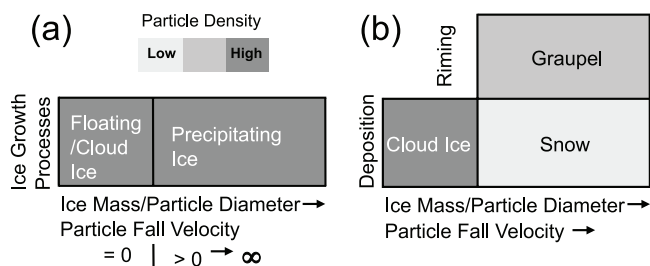 (a)
Particle Density
Low
High
Ice Growth
Processes
Floating
/Cloud
Ice
Precipitating
Ice
Ice Mass/Particle Diameter→
Particle Fall Velocity
= 0 | > 0 → ∞
(b)
Riming
Graupel
Deposition
Cloud Ice
Snow
Ice Mass/Particle Diameter→
Particle Fall Velocity →